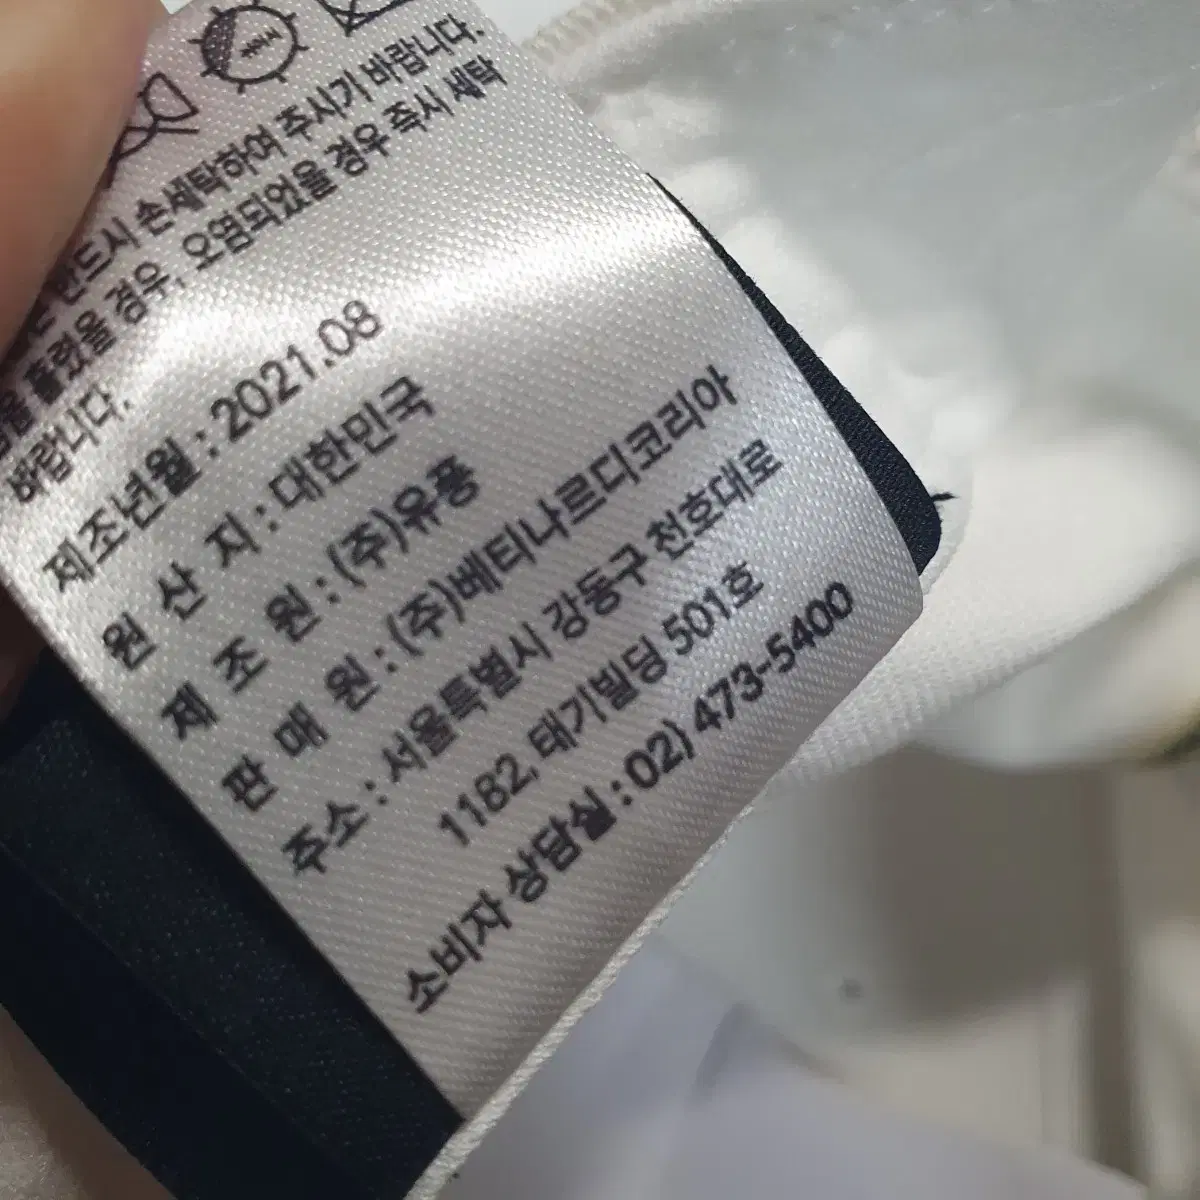 반드시 손세탁하여 주시기 바랍니다.
흘렸을 경우, 오염되었을 경우 즉시 세탁
바랍니다.
제조년월 : 2021.08
원 산 지 : 대한민국
제 조 원 : (주)유풍
판 매 원 : (주)베티나르디코리아
주소 : 서울특별시 강동구 천호대로
1182, 태기빌딩 501호
소비자 상담실 : 02) 473-5400